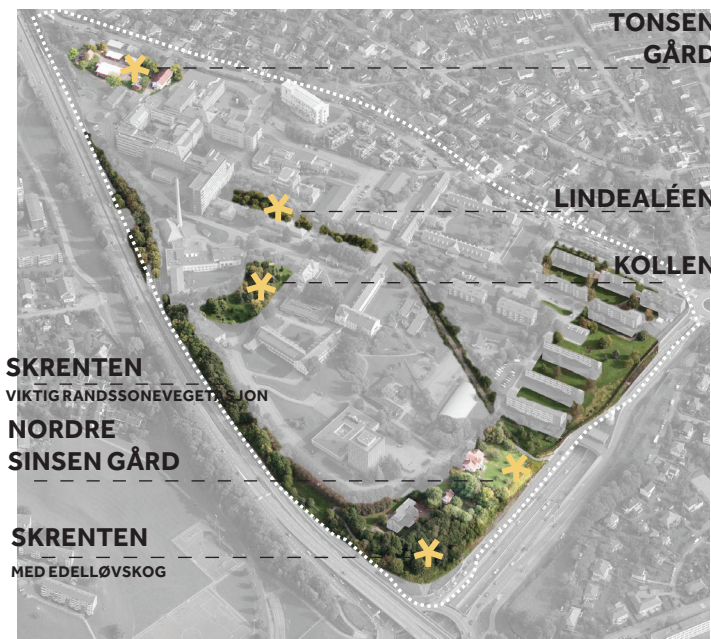 TONSEN
GÅRD
LINDEALÉEN
KOLLEN
SKRENTEN
VIKTIG RANDSSONEVEGETASJON
NORDRE
SINSEN GÅRD
SKRENTEN
MED EDELLØVSKOG